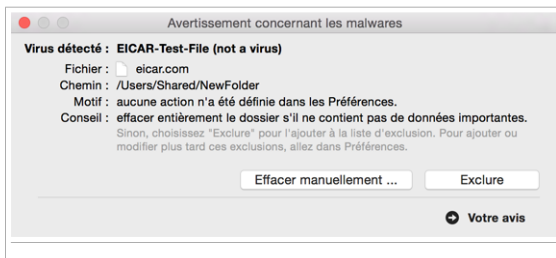 Avertissement concernant les malwares
Virus détecté : EICAR-Test-File (not a virus)
Fichier : eicar.com
Chemin : /Users/Shared/NewFolder
Motif : aucune action n'a été définie dans les Préférences.
Conseil : effacer entièrement le dossier s'il ne contient pas de données importantes.
Sinon, choisissez "Exclure" pour l'ajouter à la liste d'exclusion. Pour ajouter ou
modifier plus tard ces exclusions, allez dans Préférences.
Effacer manuellement ... Exclure
Votre avis